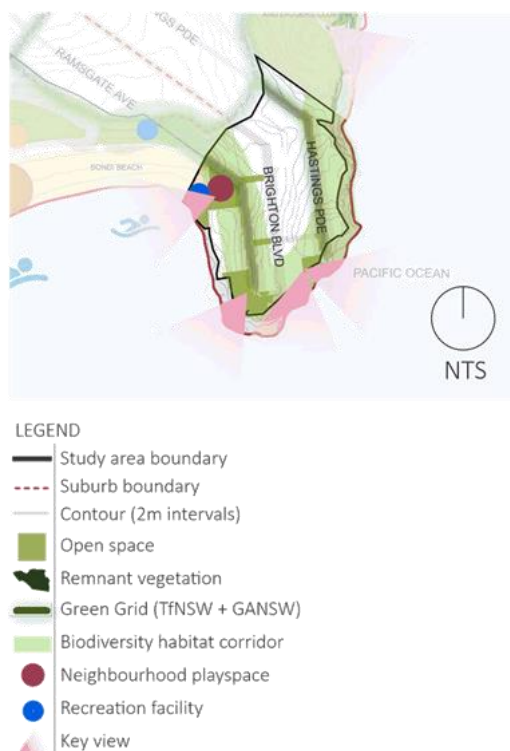 HASTINGS PDE
RAMSGATE AVE
BONDI BEACH
BRIGHTON BLVD
HASTINGS PDE
PACIFIC OCEAN
NTS
LEGEND
Study area boundary
Suburb boundary
Contour (2m intervals)
Open space
Remnant vegetation
Green Grid (TfNSW + GANSW)
Biodiversity habitat corridor
Neighbourhood playspace
Recreation facility
Key view